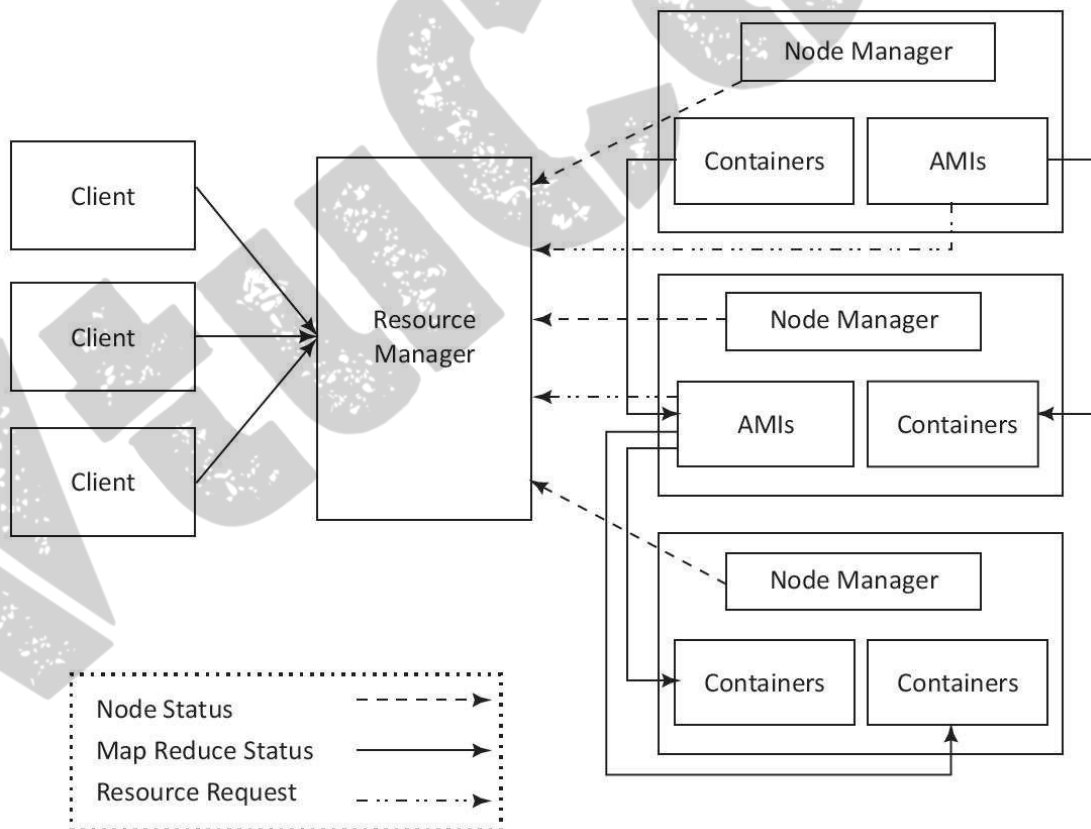 Node Manager
Containers
AMIs
Client
Client
Client
Resource
Manager
Node Manager
AMIs
Containers
Node Manager
Containers
Containers
Node Status
Map Reduce Status
Resource Request